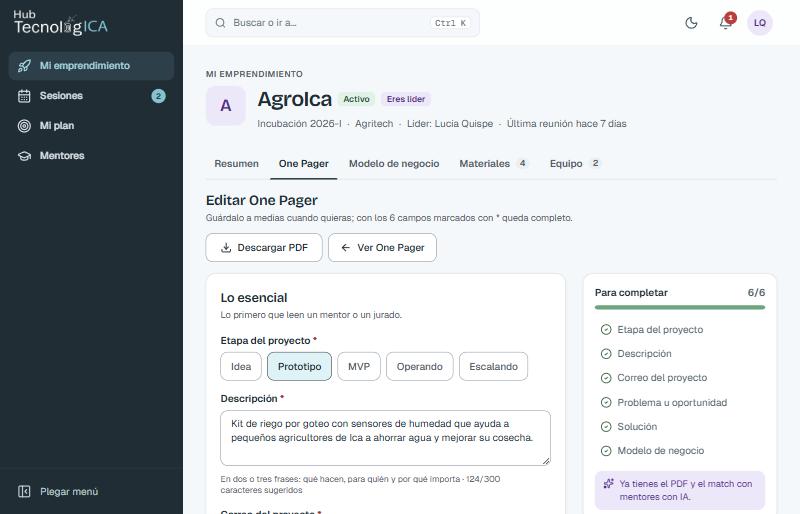 Hub
TecnológICA
Buscar o ir a...
Ctrl K
1
LQ
Mi emprendimiento
Sesiones
2
Mi plan
Mentores
Plegar menú
MI EMPRENDIMIENTO
A
AgroIca
Activo
Eres líder
Incubación 2026-I · Agritech · Líder: Lucía Quispe · Última reunión hace 7 días
Resumen
One Pager
Modelo de negocio
Materiales 4
Equipo 2
Editar One Pager
Guárdalo a medias cuando quieras; con los 6 campos marcados con * queda completo.
Descargar PDF
Ver One Pager
Lo esencial
Lo primero que leen un mentor o un jurado.
Etapa del proyecto *
Idea
Prototipo
MVP
Operando
Escalando
Descripción *
Kit de riego por goteo con sensores de humedad que ayuda a
pequeños agricultores de Ica a ahorrar agua y mejorar su cosecha.
En dos o tres frases: qué hacen, para quién y por qué importa · 124/300
caracteres sugeridos
Correo del proyecto *
Para completar
6/6
Etapa del proyecto
Descripción
Correo del proyecto
Problema u oportunidad
Solución
Modelo de negocio
Ya tienes el PDF y el match con
mentores con IA.